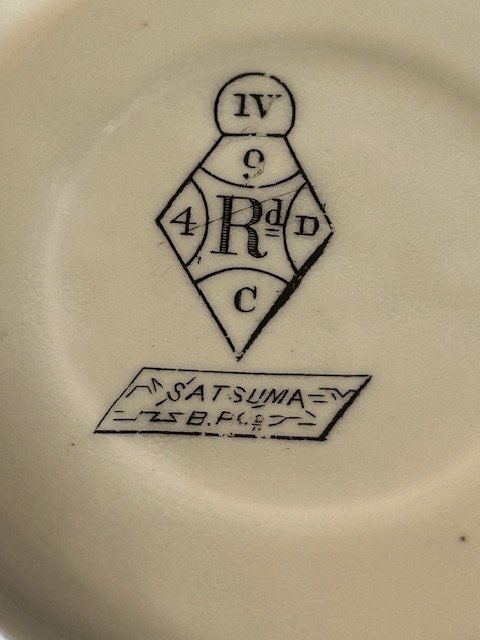 IV
9
4 Rd D
C
SATSUMA
B. P. Co